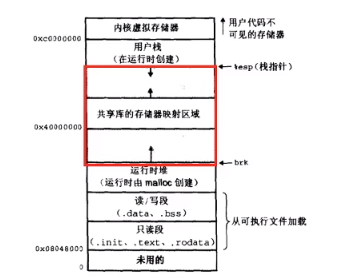 内核虚拟存储器
用户代码不
可见的存储器
0xc0000000
用户栈
(在运行时创建)
%esp(栈指针)
共享库的存储器映射区域
0x40000000
brk
运行时堆
(运行时由 malloc 创建)
读/写段
(.data、.bss)
从可执行文件加载
只读段
(.init、.text、.rodata)
0x08048000
未用的
0